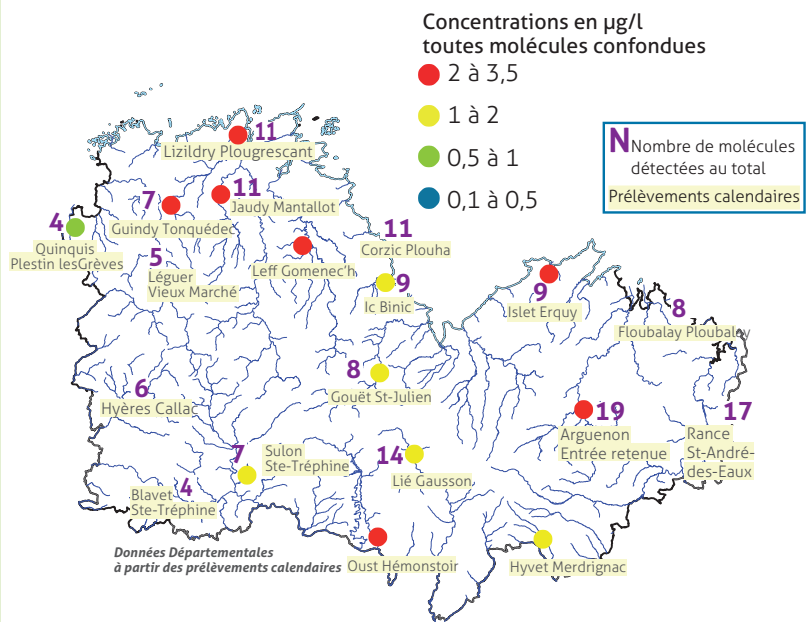 Concentrations en µg/l
toutes molécules confondues
2 à 3,5
1 à 2
0,5 à 1
0,1 à 0,5
N Nombre de molécules
détectées au total
Prélèvements calendaires
11
Lizildry Plougrescant
7
Guindy Tonquédec
11
Jaudy Mantallot
4
Quinquis
Plestin lesGrèves
5
Léguer
Vieux Marché
Leff Gomenec'h
11
Corzic Plouha
9
Ic Binic
9
Islet Erquy
8
Floubalay Ploubalay
6
Hyères Calla
8
Gouët St-Julien
19
Arguenon
Entrée retenue
17
Rance
St-André-
des-Eaux
7
Sulon
Ste-Tréphine
14
Lié Gausson
4
Blavet
Ste-Tréphine
Oust Hémonstoir
Hyvet Merdrignac
Données Départementales
à partir des prélèvements calendaires